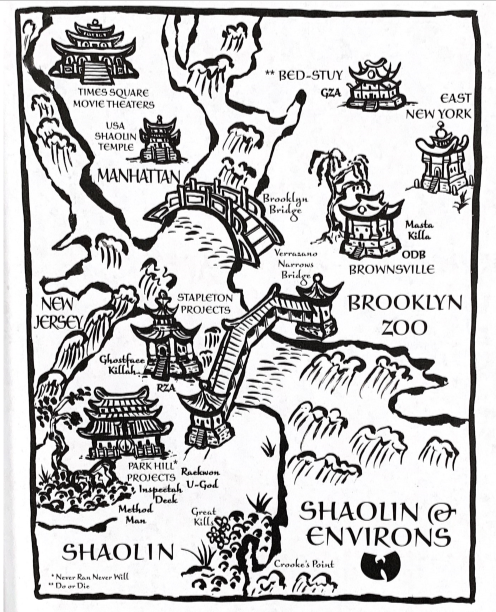 ** BED-STUY
GZA
TIMES SQUARE
MOVIE THEATERS
EAST
NEW YORK
USA
SHAOLIN
TEMPLE
MANHATTAN
Brooklyn
Bridge
Masta
Killa
ODB
BROWNSVILLE
Verrazano
Narrows
Bridge
NEW
JERSEY
STAPLETON
PROJECTS
BROOKLYN
ZOO
Ghostface
Killah
RZA
PARK HILL*
PROJECTS
Raekwon
U-God
Inspectah
Deck
Method
Man
Great
Kill
SHAOLIN &
ENVIRONS
SHAOLIN
Crooke's Point
* Never Ran Never Will
** Do or Die